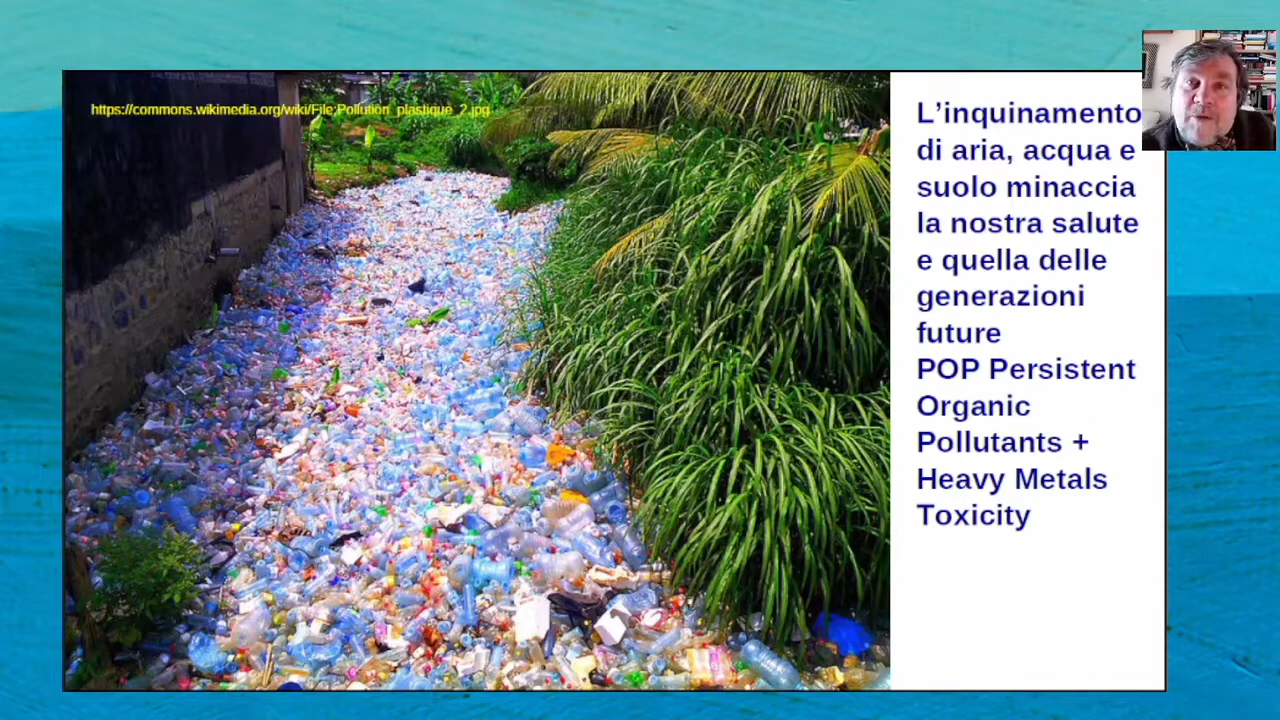 https://commons.wikimedia.org/wiki/File:Pollution_plastique_2.jpg
L’inquinamento
di aria, acqua e
suolo minaccia
la nostra salute
e quella delle
generazioni
future
POP Persistent
Organic
Pollutants +
Heavy Metals
Toxicity